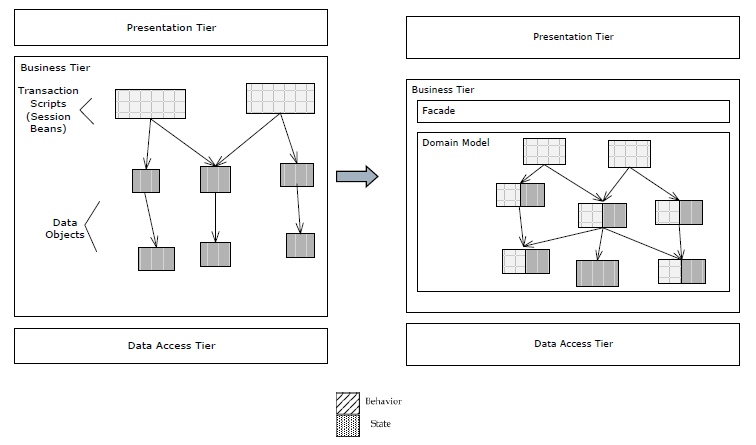 Presentation Tier
Business Tier
Transaction
Scripts
(Session
Beans)
Data
Objects
Data Access Tier
Presentation Tier
Business Tier
Facade
Domain Model
Data Access Tier
Behavior
State